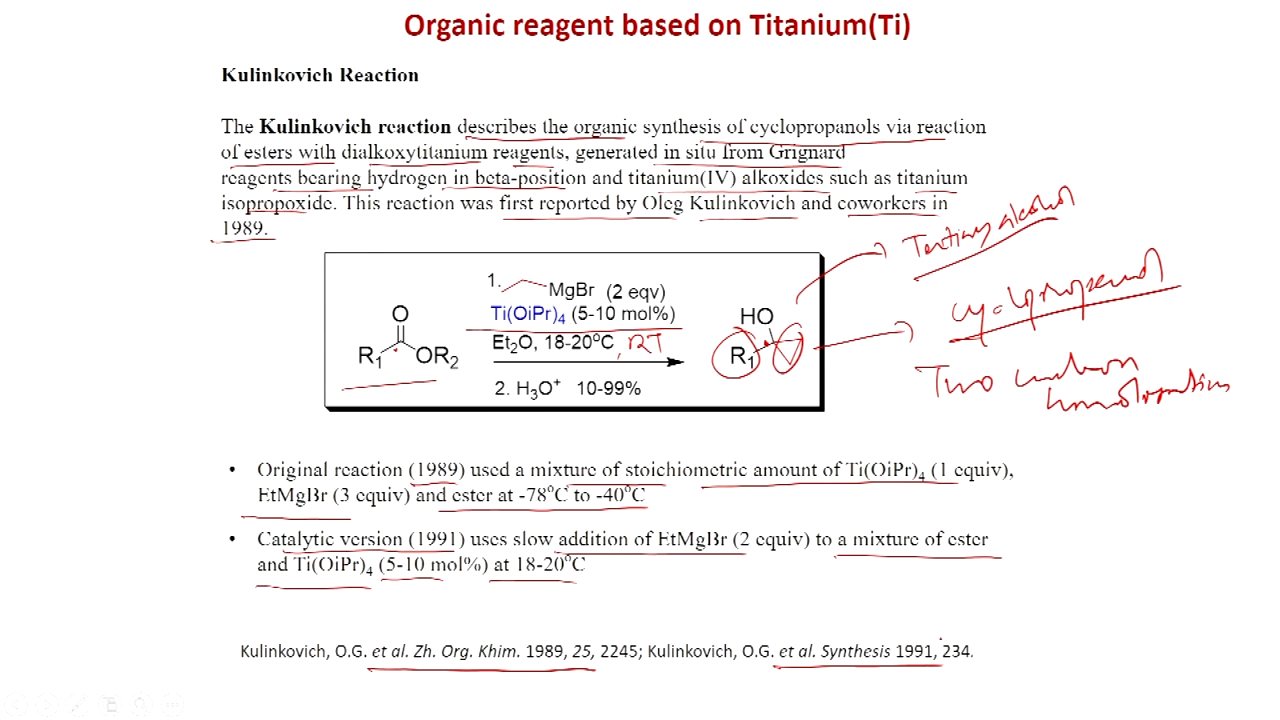 Organic reagent based on Titanium(Ti)
Kulinkovich Reaction
The Kulinkovich reaction describes the organic synthesis of cyclopropanols via reaction
of esters with dialkoxytitanium reagents, generated in situ from Grignard
reagents bearing hydrogen in beta-position and titanium(IV) alkoxides such as titanium
isopropoxide. This reaction was first reported by Oleg Kulinkovich and coworkers in
1989.
Tertiary alcohol
cyclopropanol
Two carbon
homologation
1. MgBr (2 eqv)
Ti(OiPr)4 (5-10 mol%)
Et2O, 18-20°C, RT
2. H3O+ 10-99%
O
R1 OR2
HO
R1
• Original reaction (1989) used a mixture of stoichiometric amount of Ti(OiPr)4 (1 equiv),
EtMgBr (3 equiv) and ester at -78°C to -40°C
• Catalytic version (1991) uses slow addition of EtMgBr (2 equiv) to a mixture of ester
and Ti(OiPr)4 (5-10 mol%) at 18-20°C
Kulinkovich, O.G. et al. Zh. Org. Khim. 1989, 25, 2245; Kulinkovich, O.G. et al. Synthesis 1991, 234.